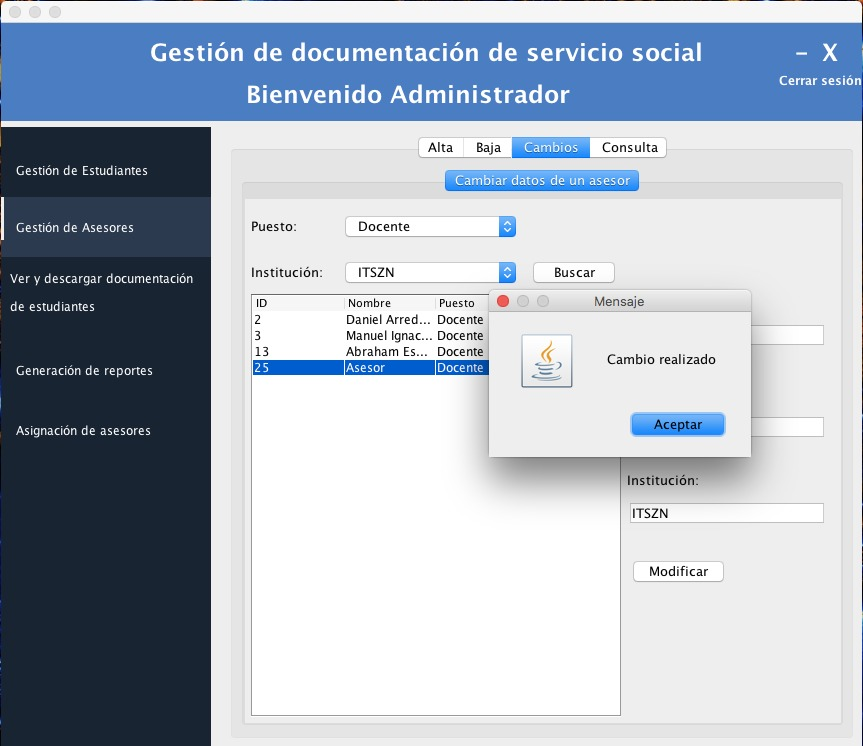 Gestión de documentación de servicio social
Bienvenido Administrador
– X
Cerrar sesión
Gestión de Estudiantes
Gestión de Asesores
Ver y descargar documentación
de estudiantes
Generación de reportes
Asignación de asesores
Alta Baja Cambios Consulta
Cambiar datos de un asesor
Puesto: Docente
Institución: ITSZN Buscar
ID Nombre Puesto
2 Daniel Arred... Docente
3 Manuel Ignac... Docente
13 Abraham Es... Docente
25 Asesor Docente
Mensaje
Cambio realizado
Aceptar
Institución:
ITSZN
Modificar